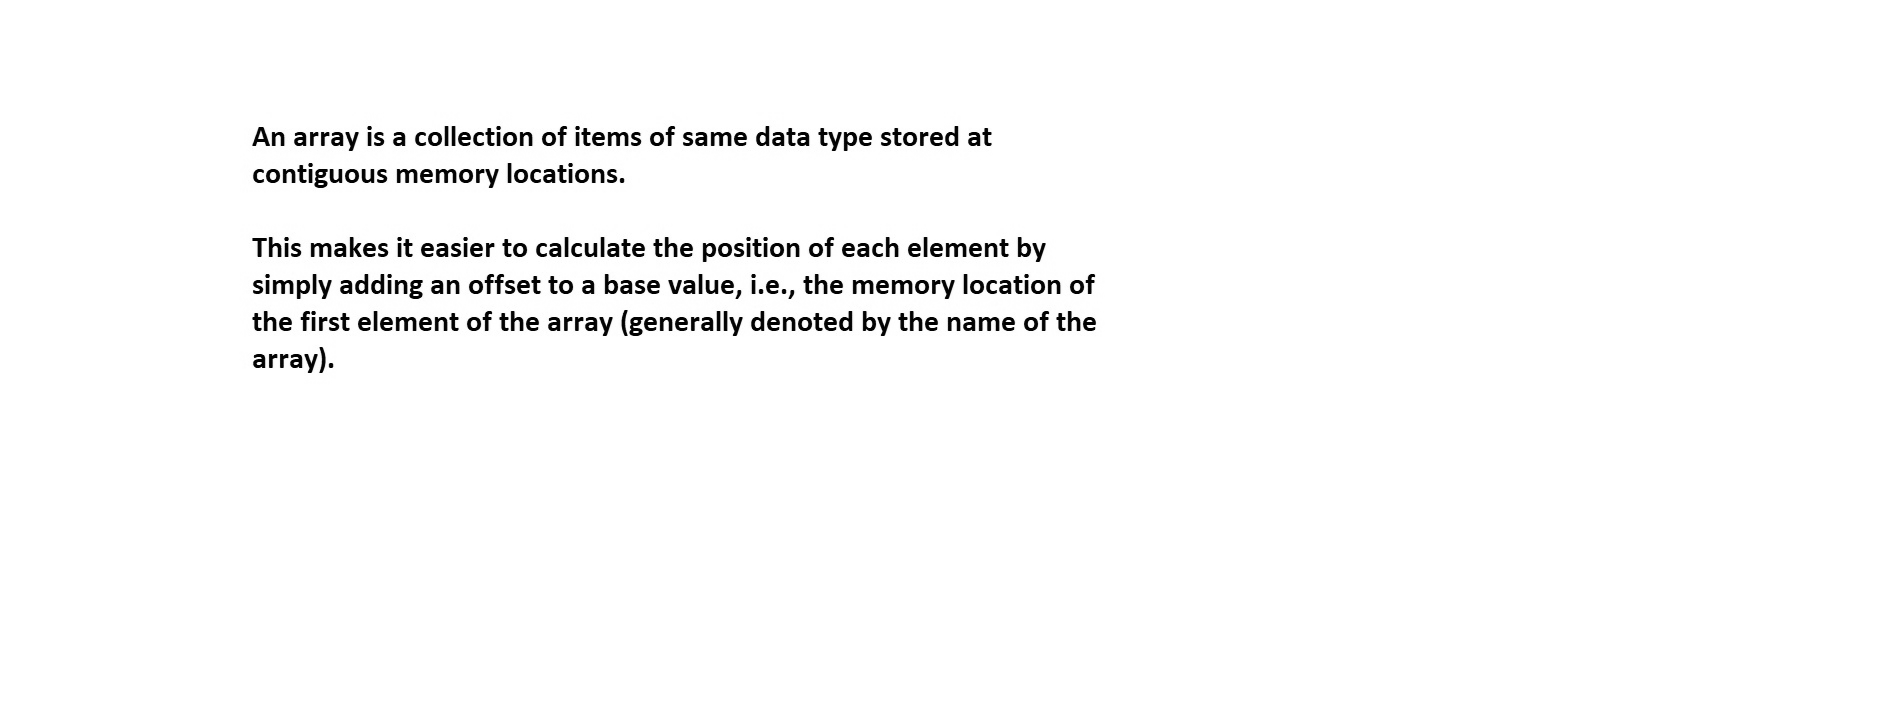 An array is a collection of items of same data type stored at
contiguous memory locations.
This makes it easier to calculate the position of each element by
simply adding an offset to a base value, i.e., the memory location of
the first element of the array (generally denoted by the name of the
array).